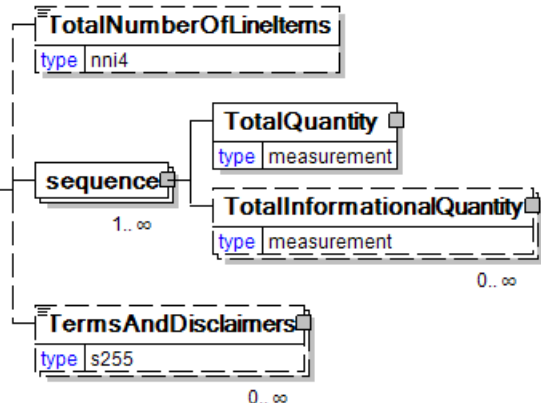 TotalNumberOfLineItems
type nni4
TotalQuantity
type measurement
sequence
1.. ∞
TotalInformationalQuantity
type measurement
0.. ∞
TermsAndDisclaimers
type s255
0.. ∞